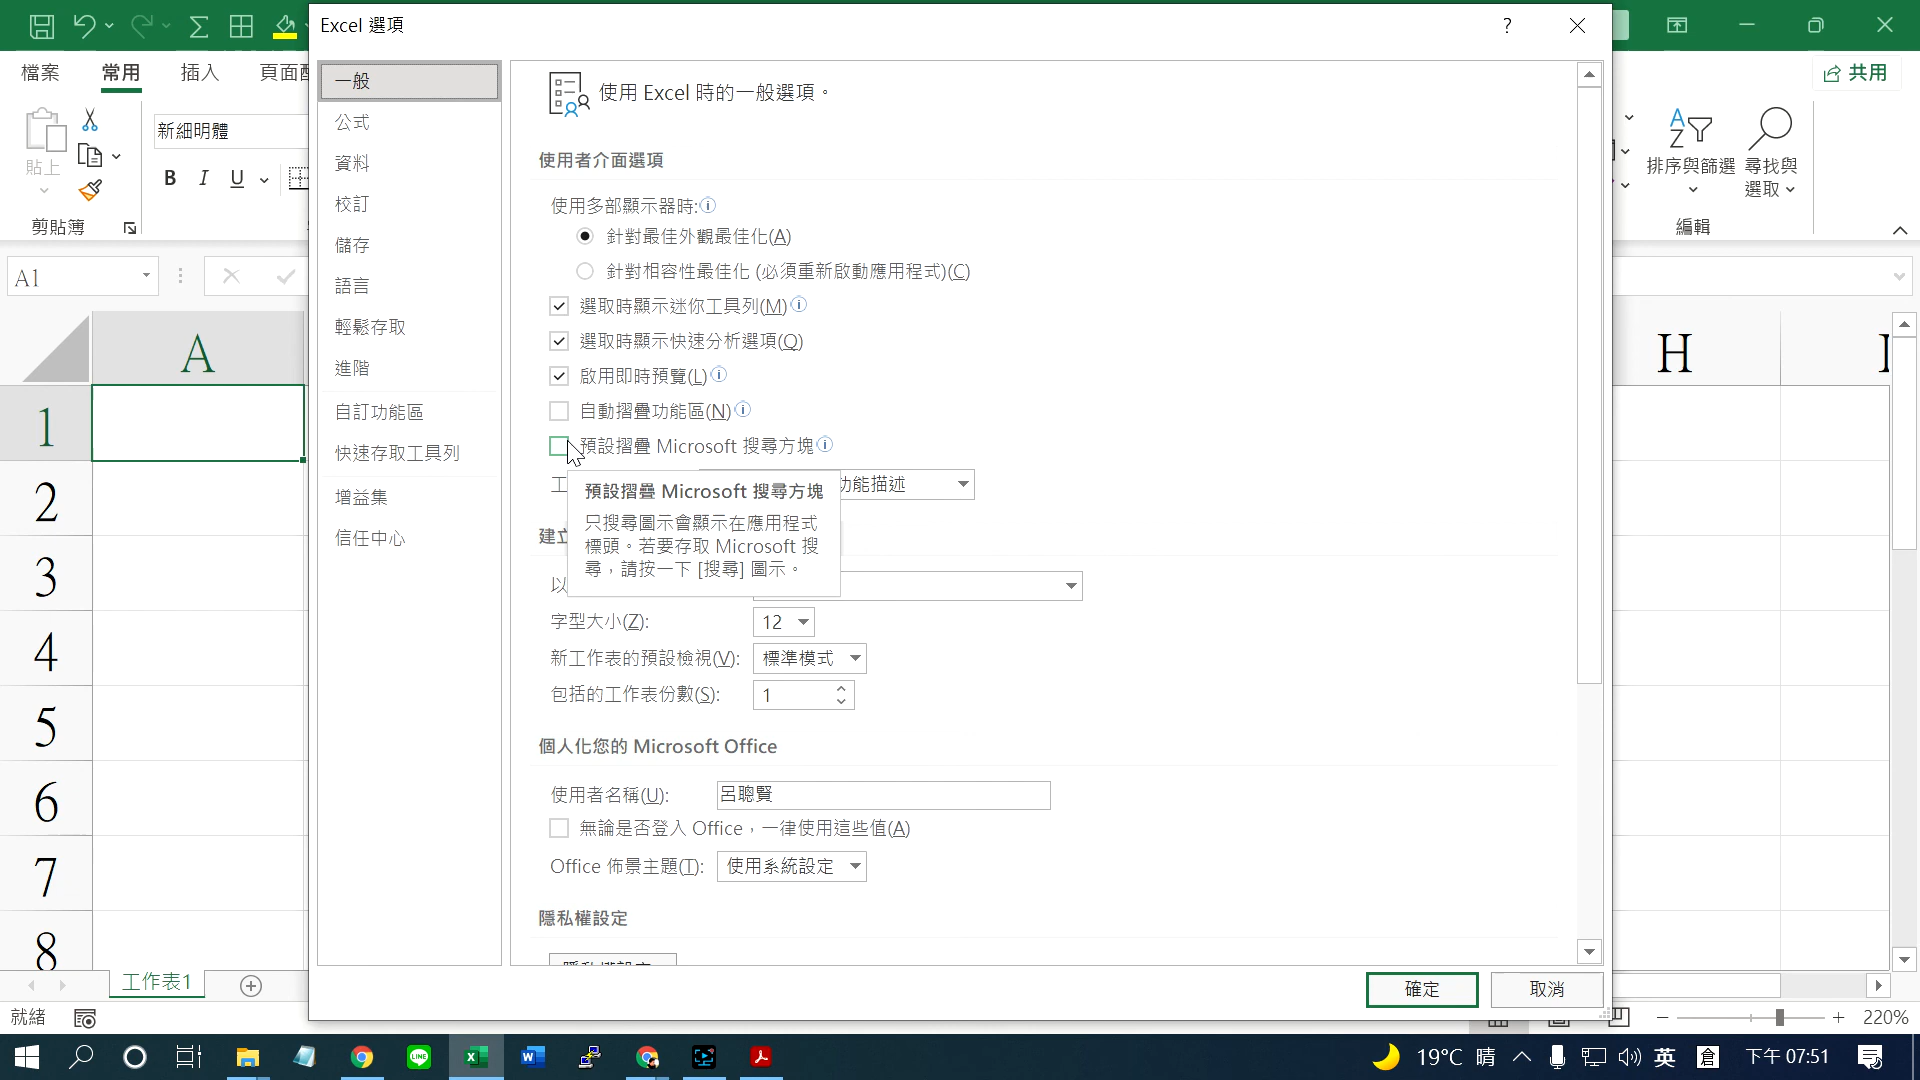 Excel 選項
?
檔案
常用
插入
共用
貼上
新細明體
B I U
剪貼簿
排序與篩選
尋找與
選取
編輯
A1
A
H
1
2
3
4
5
6
7
8
一般
公式
資料
校訂
儲存
語言
輕鬆存取
進階
自訂功能區
快速存取工具列
增益集
信任中心
使用 Excel 時的一般選項。
使用者介面選項
使用多部顯示器時:
針對最佳外觀最佳化(A)
針對相容性最佳化 (必須重新啟動應用程式)(C)
選取時顯示迷你工具列(M)
選取時顯示快速分析選項(Q)
啟用即時預覽(L)
自動摺疊功能區(N)
預設摺疊 Microsoft 搜尋方塊
功能描述
預設摺疊 Microsoft 搜尋方塊
只搜尋圖示會顯示在應用程式
標頭。若要存取 Microsoft 搜
尋，請按一下 [搜尋] 圖示。
字型大小(Z): 12
新工作表的預設檢視(V): 標準模式
包括的工作表份數(S): 1
個人化您的 Microsoft Office
使用者名稱(U): 呂聰賢
無論是否登入 Office，一律使用這些值(A)
Office 佈景主題(T): 使用系統設定
隱私權設定
確定
取消
工作表1
就緒
220%
19°C 晴
英
倉
下午 07:51